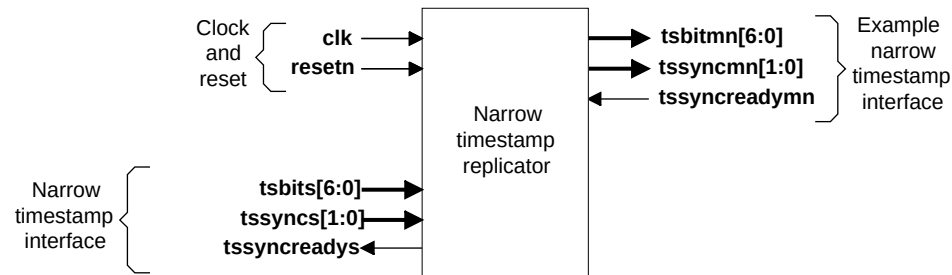 Clock
and
reset
clk
resetn
Narrow
timestamp
replicator
tsbitmn[6:0]
tssyncmn[1:0]
tssyncreadymn
Example
narrow
timestamp
interface
Narrow
timestamp
interface
tsbits[6:0]
tssyncs[1:0]
tssyncreadys